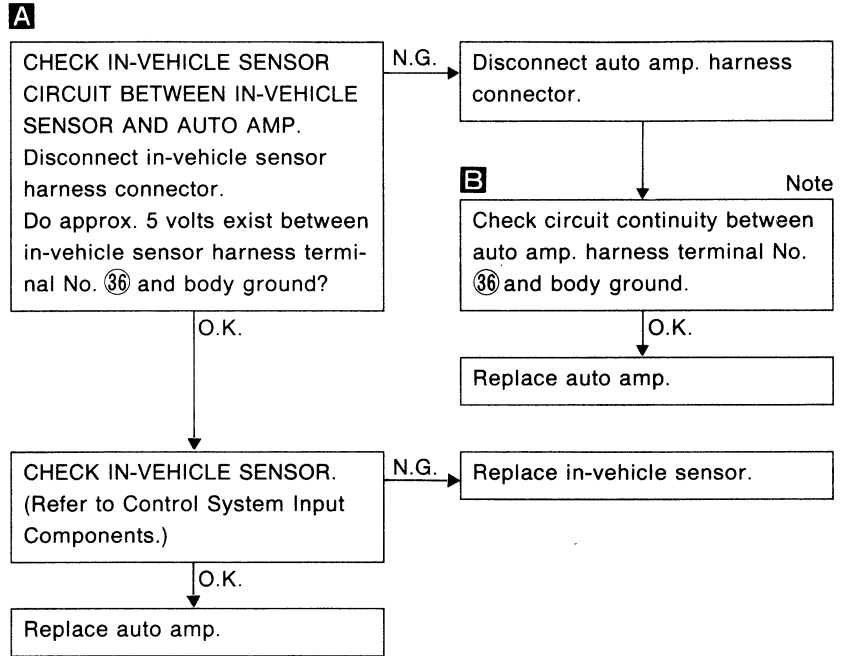 A
CHECK IN-VEHICLE SENSOR
CIRCUIT BETWEEN IN-VEHICLE
SENSOR AND AUTO AMP.
Disconnect in-vehicle sensor
harness connector.
Do approx. 5 volts exist between
in-vehicle sensor harness termi-
nal No. ㊱ and body ground?
N.G.
Disconnect auto amp. harness
connector.
B
Note
Check circuit continuity between
auto amp. harness terminal No.
㊱ and body ground.
O.K.
O.K.
Replace auto amp.
CHECK IN-VEHICLE SENSOR.
(Refer to Control System Input
Components.)
N.G.
Replace in-vehicle sensor.
O.K.
Replace auto amp.